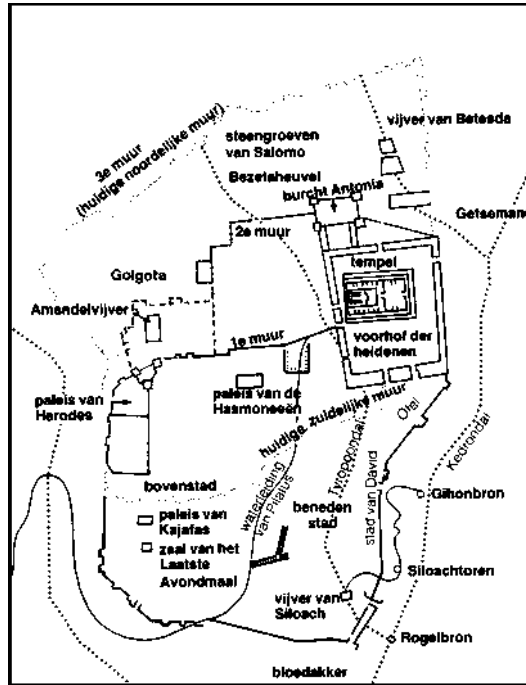 3e muur
(huidige noordelijke muur)
steengroeven
van Salomo
vijver van Betesda
Bezetaheuvel
burcht Antonia
Getsemane
2e muur
Golgota
tempel
Amandelvijver
1e muur
voorhof der
heidenen
paleis van
Herodes
paleis van de
Hasmoneeën
huidige zuidelijke muur
Ofel
Kedrondal
Tyropoondal
bovenstad
waterleiding
van Pilatus
stad van David
Gihonbron
beneden
stad
paleis van
Kajafas
zaal van het
Laatste
Avondmaal
Siloachtoren
vijver van
Siloach
Rogelbron
bloedakker